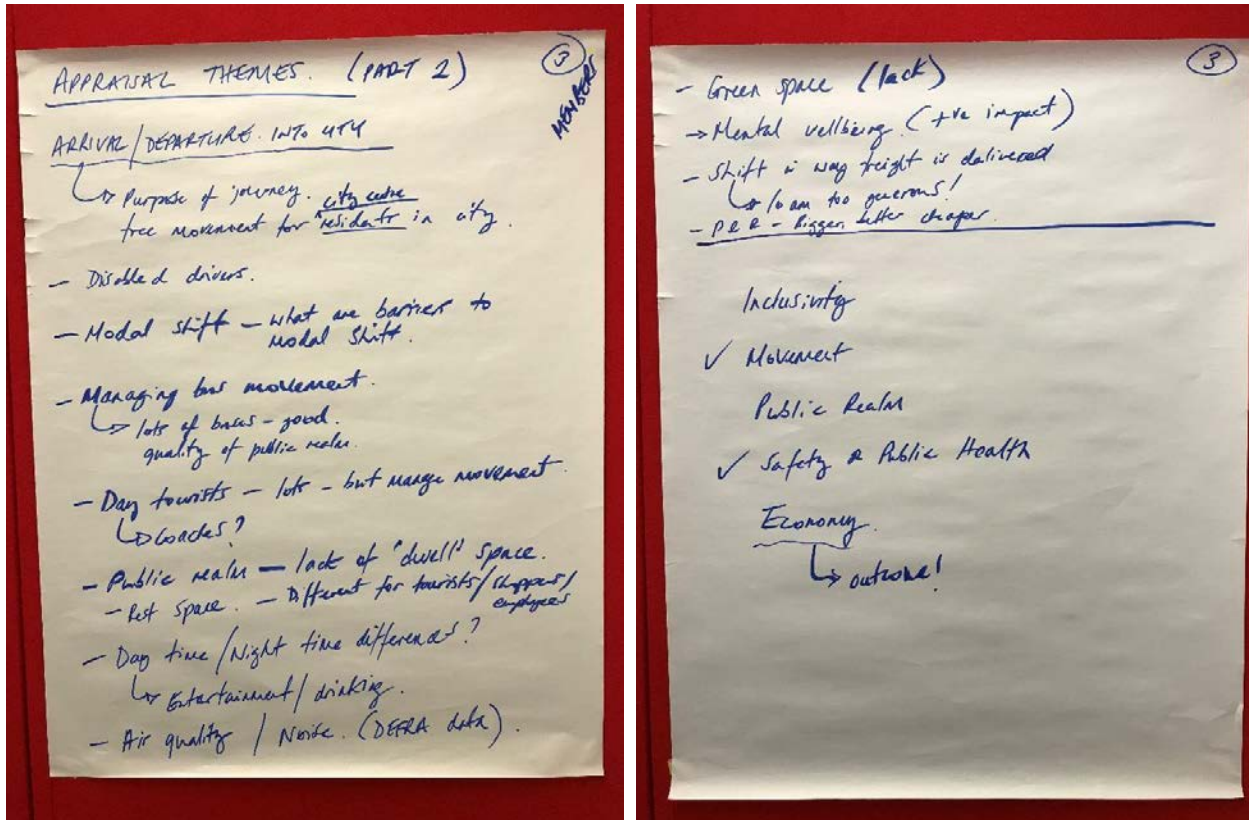 APPRAISAL THEMES. (PART 2)
3
MEMBERS
ARRIVAL/DEPARTURE INTO CITY
Purpose of journey. city centre
free movement for residents in city.
- Disabled drivers.
- Modal shift - what are barriers to
modal shift.
- Managing bus movement.
lots of buses - good.
quality of public realm.
- Day tourists - lots - but manage movement.
Coaches?
- Public realm - lack of "dwell" space.
- Rest space. - Different for tourists/shoppers/
employees
- Day time/Night time differences?
Entertainment/drinking.
- Air quality / Noise. (DEFRA data).
3
- Green space (lack)
→ Mental wellbeing. (+ve impact)
- Shift in way freight is delivered
10am too generous!
- P&R - Bigger, better cheaper.
Inclusivity
✓ Movement
Public Realm
✓ Safety & Public Health
Economy.
outcome!